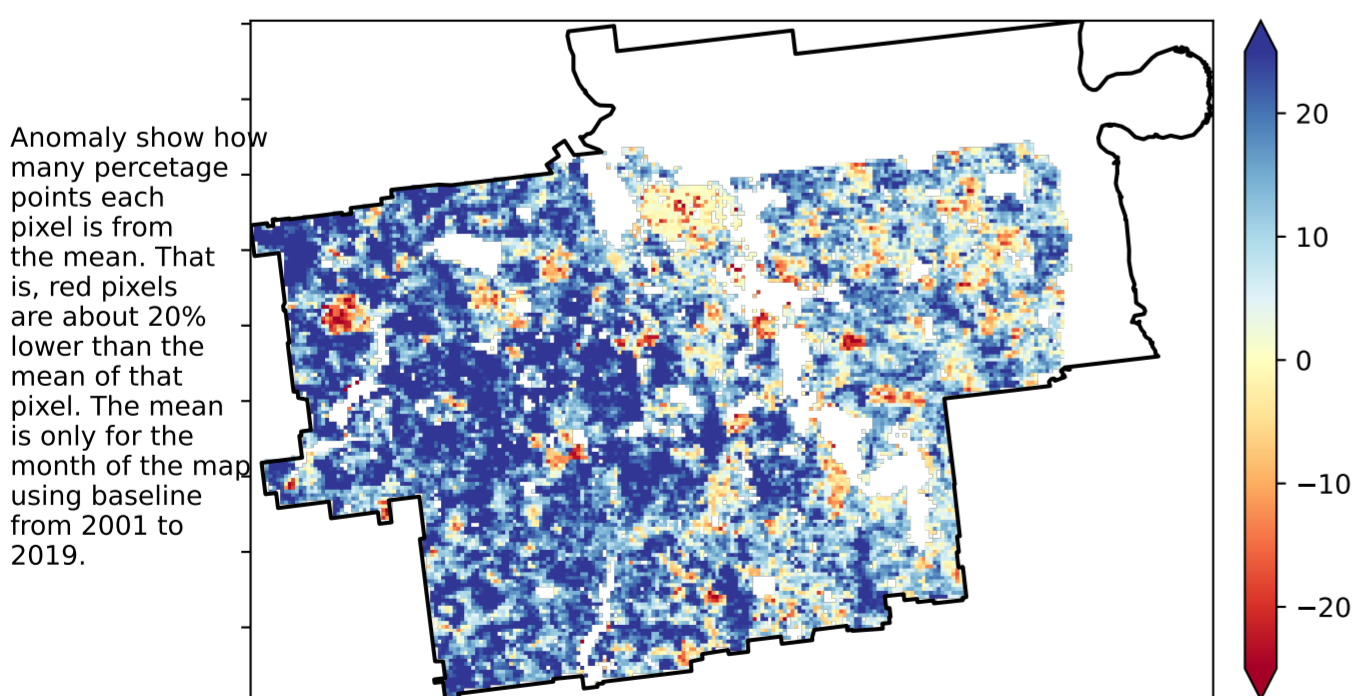 Anomaly show how
many percetage
points each
pixel is from
the mean. That
is, red pixels
are about 20%
lower than the
mean of that
pixel. The mean
is only for the
month of the map
using baseline
from 2001 to
2019.
20
10
0
−10
−20